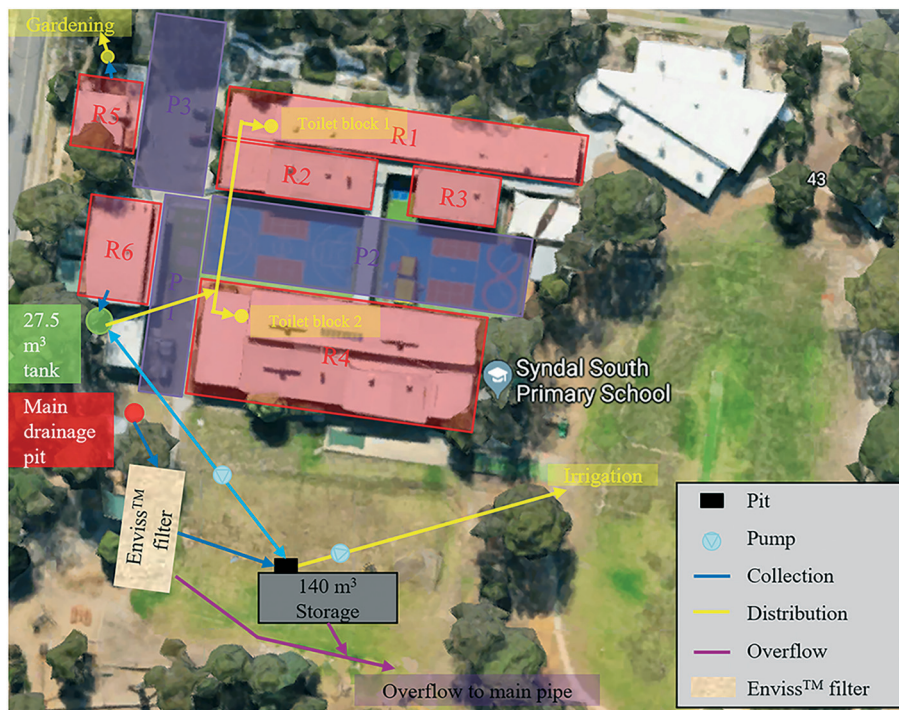 Gardening
R5
P3
Toilet block 1
R1
R2
R3
43
R6
P2
P
1
27.5
m³
tank
Toilet block 2
R4
Syndal South
Primary School
Main
drainage
pit
Enviss™
filter
Irrigation
140 m³
Storage
Overflow to main pipe
Pit
Pump
Collection
Distribution
Overflow
Enviss™ filter